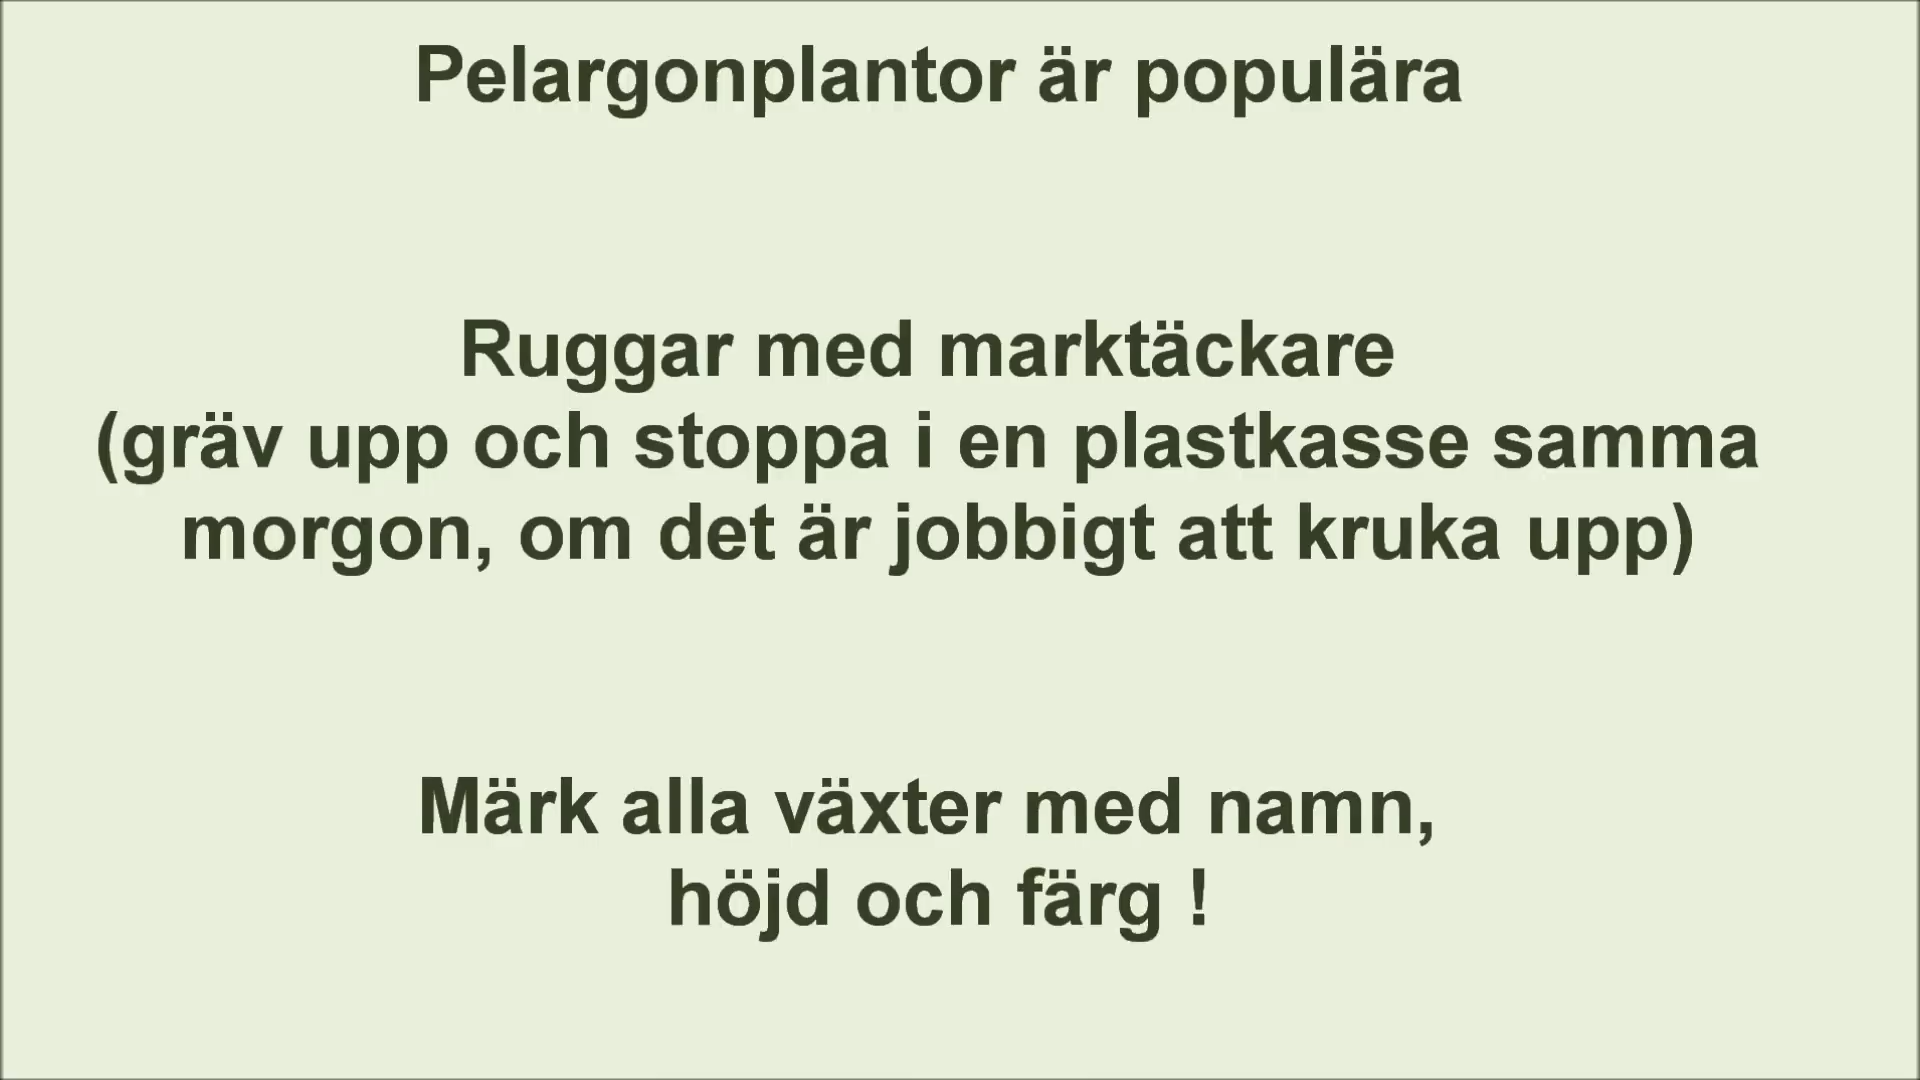 Pelargonplantor är populära
Ruggar med marktäckare
(gräv upp och stoppa i en plastkasse samma
morgon, om det är jobbigt att kruka upp)
Märk alla växter med namn,
höjd och färg !